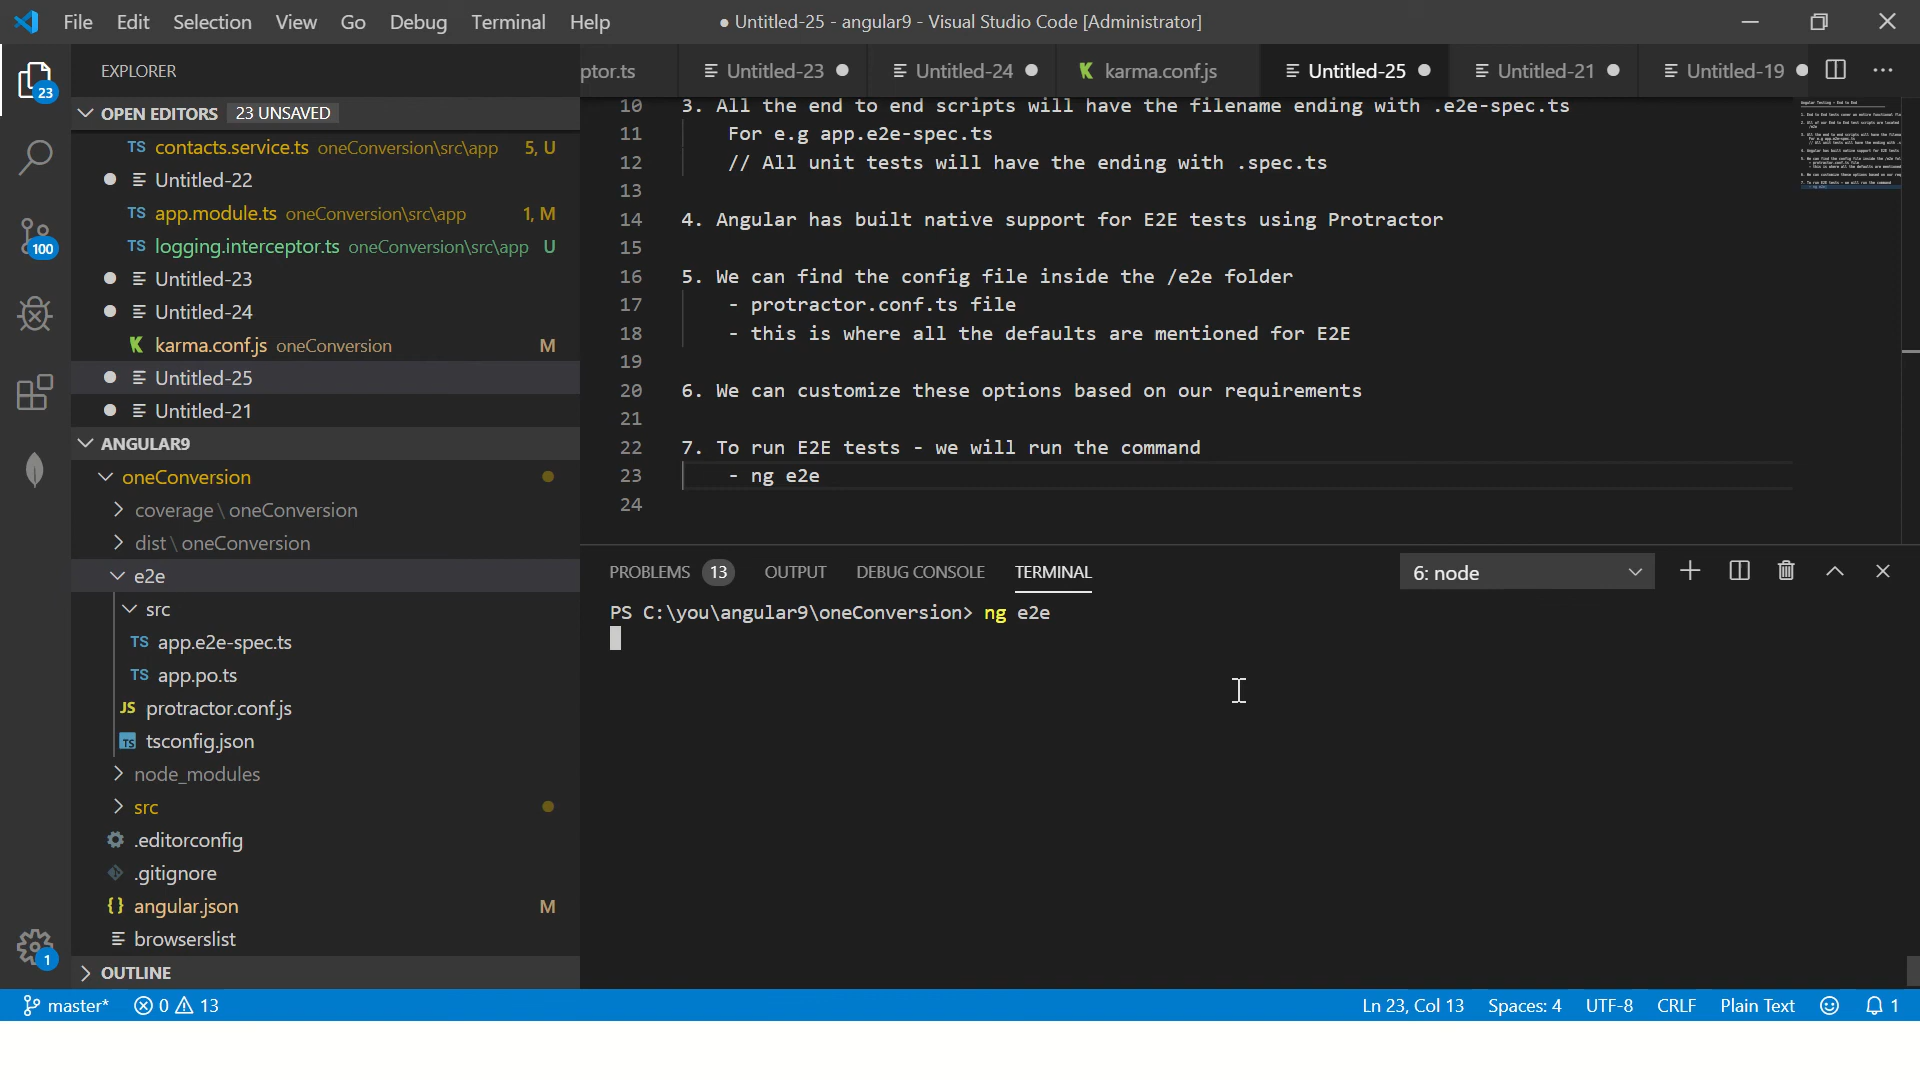 File Edit Selection View Go Debug Terminal Help
● Untitled-25 - angular9 - Visual Studio Code [Administrator]
EXPLORER
ptor.ts Untitled-23 Untitled-24 karma.conf.js Untitled-25 Untitled-21 Untitled-19
23
OPEN EDITORS 23 UNSAVED
TS contacts.service.ts oneConversion\src\app 5, U
Untitled-22
TS app.module.ts oneConversion\src\app 1, M
TS logging.interceptor.ts oneConversion\src\app U
100
Untitled-23
Untitled-24
karma.conf.js oneConversion M
Untitled-25
Untitled-21
ANGULAR9
oneConversion
coverage \ oneConversion
dist \ oneConversion
e2e
src
TS app.e2e-spec.ts
TS app.po.ts
JS protractor.conf.js
TS tsconfig.json
node_modules
src
.editorconfig
.gitignore
{} angular.json M
browserslist
1
OUTLINE
10 3. All the end to end scripts will have the filename ending with .e2e-spec.ts
11 For e.g app.e2e-spec.ts
12 // All unit tests will have the ending with .spec.ts
13
14 4. Angular has built native support for E2E tests using Protractor
15
16 5. We can find the config file inside the /e2e folder
17 - protractor.conf.ts file
18 - this is where all the defaults are mentioned for E2E
19
20 6. We can customize these options based on our requirements
21
22 7. To run E2E tests - we will run the command
23 - ng e2e
24
PROBLEMS 13 OUTPUT DEBUG CONSOLE TERMINAL 6: node
PS C:\you\angular9\oneConversion> ng e2e
master* 0 13 Ln 23, Col 13 Spaces: 4 UTF-8 CRLF Plain Text 1